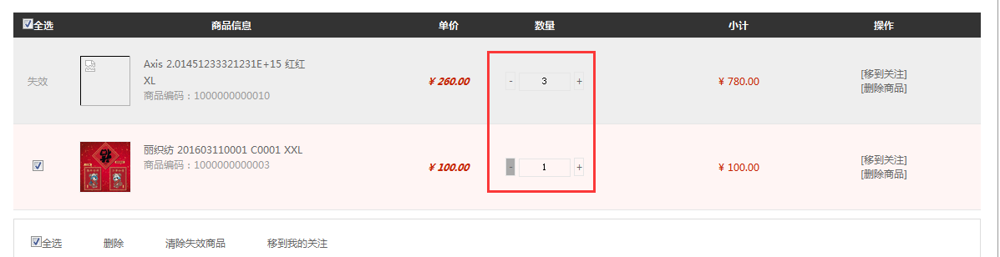 全选 商品信息 单价 数量 小计 操作
失效 Axis 2.01451233321231E+15 红红 ¥ 260.00 - 3 + ¥ 780.00 [移到关注]
XL [删除商品]
商品编码：1000000000010
丽织纺 201603110001 C0001 XXL ¥ 100.00 - 1 + ¥ 100.00 [移到关注]
商品编码：1000000000003 [删除商品]
全选 删除 清除失效商品 移到我的关注